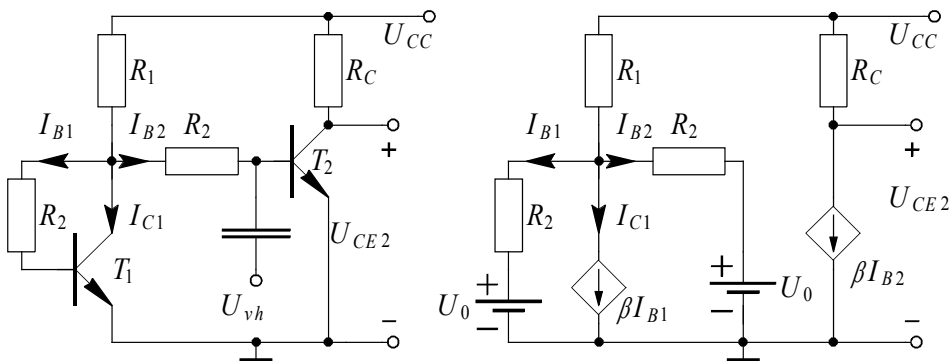 U_CC
R_1
R_C
I_B1
I_B2
R_2
+
T_2
R_2
I_C1
U_CE2
T_1
U_vh
−
U_CC
R_1
R_C
I_B1
I_B2
R_2
+
R_2
I_C1
U_CE2
+
+
U_0
U_0
βI_B2
−
βI_B1
−
−